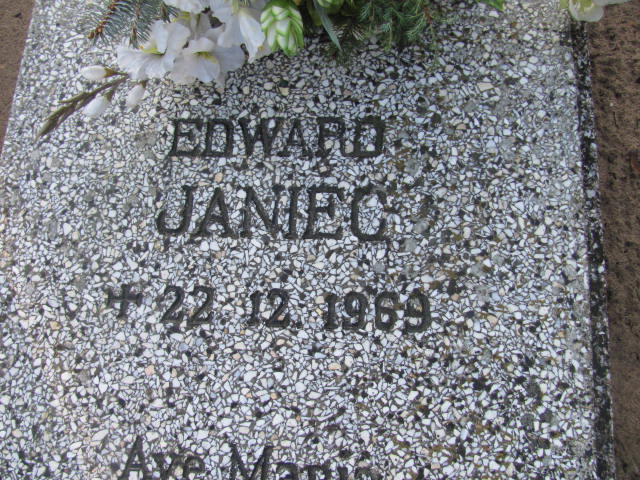 EDWARD
JANIEC
+ 22. 12. 1969
Ave Maria